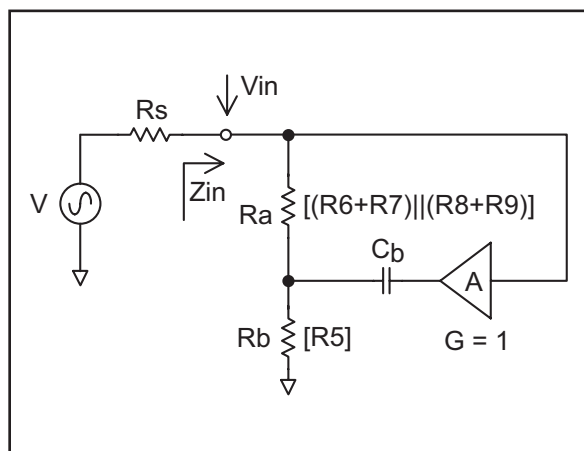 Vin
Rs
Zin
V
Ra
[(R6+R7)||(R8+R9)]
Cb
A
Rb
[R5]
G = 1